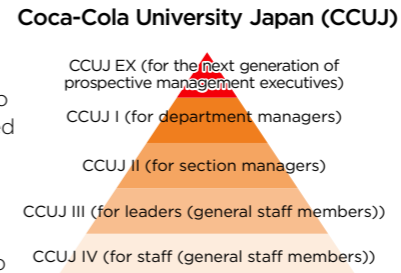 Coca-Cola University Japan (CCUJ)
CCUJ EX (for the next generation of
prospective management executives)
CCUJ I (for department managers)
CCUJ II (for section managers)
CCUJ III (for leaders (general staff members))
CCUJ IV (for staff (general staff members))